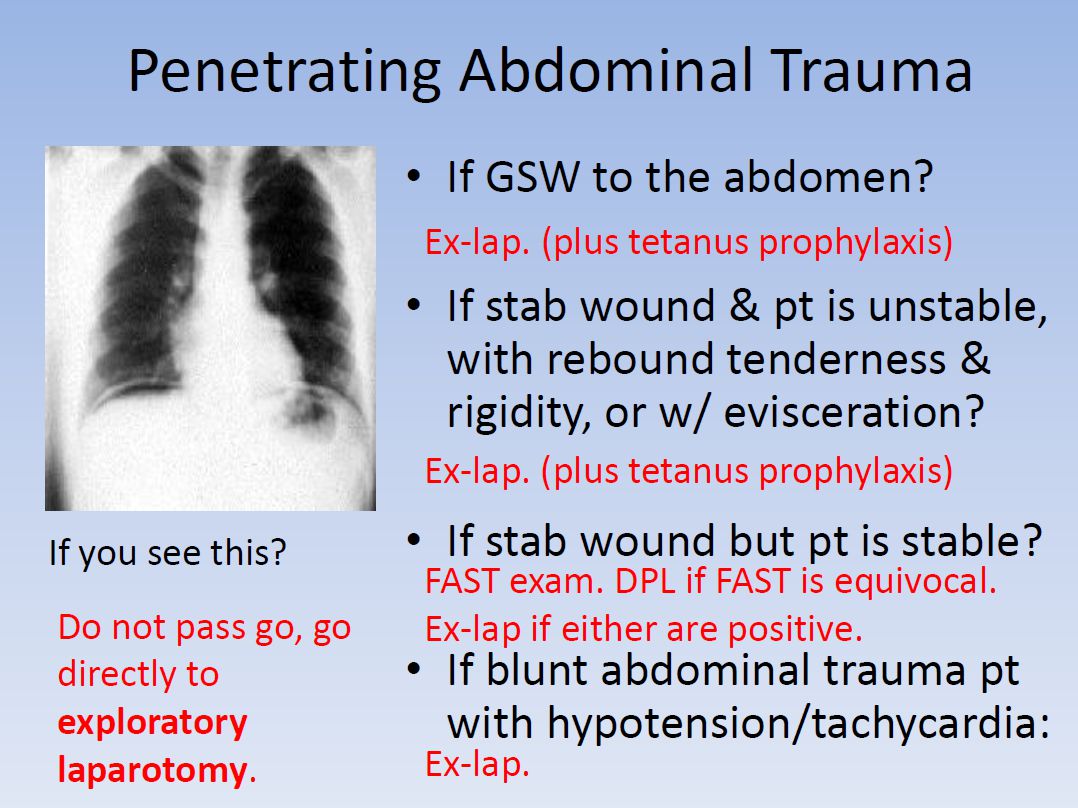 Penetrating Abdominal Trauma
• If GSW to the abdomen?
Ex-lap. (plus tetanus prophylaxis)
• If stab wound & pt is unstable,
with rebound tenderness &
rigidity, or w/ evisceration?
Ex-lap. (plus tetanus prophylaxis)
• If stab wound but pt is stable?
FAST exam. DPL if FAST is equivocal.
Ex-lap if either are positive.
• If blunt abdominal trauma pt
with hypotension/tachycardia:
Ex-lap.
If you see this?
Do not pass go, go
directly to
exploratory
laparotomy.